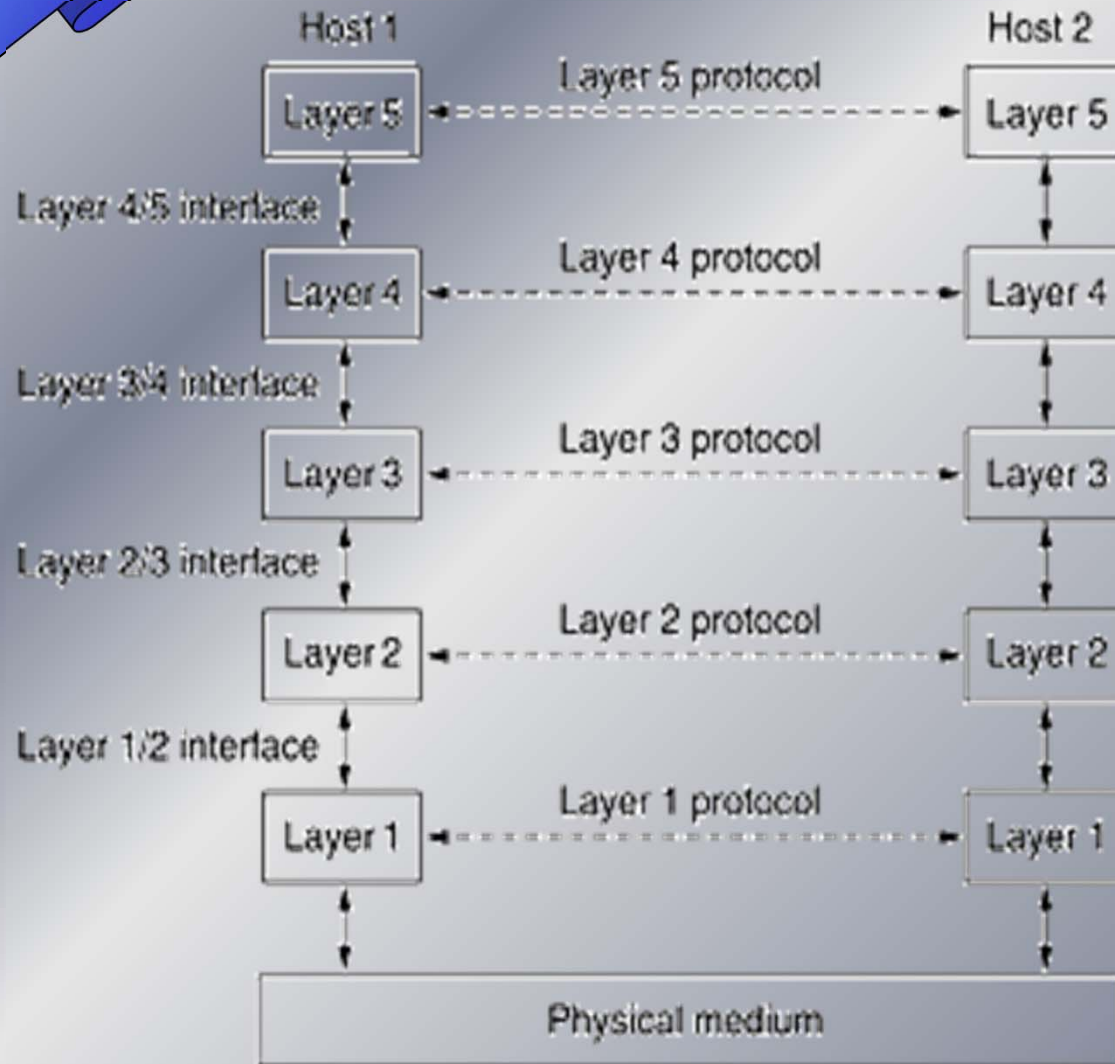 Host 1
Host 2
Layer 5 protocol
Layer 5
Layer 5
Layer 4/5 interface
Layer 4 protocol
Layer 4
Layer 4
Layer 3/4 interface
Layer 3 protocol
Layer 3
Layer 3
Layer 2/3 interface
Layer 2 protocol
Layer 2
Layer 2
Layer 1/2 interface
Layer 1 protocol
Layer 1
Layer 1
Physical medium